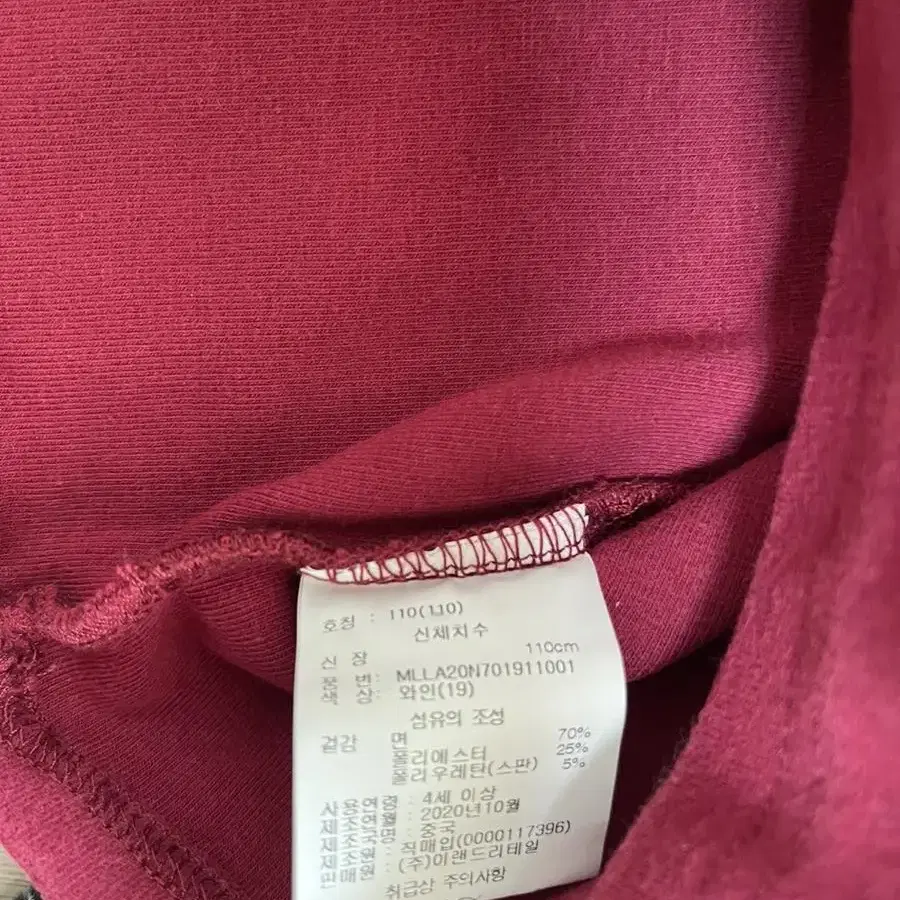 호칭 : 110(110)
신체치수
신 장 110cm
품 번: MLLA20N701911001
색 상: 와인(19)
섬유의 조성
겉감 면 70%
폴리에스터 25%
폴리우레탄(스판) 5%
사용연령 : 4세 이상
제조연월 : 2020년10월
제조국명 : 중국
제조원 : 직매입(0000117396)
판매원 : (주)이랜드리테일
취급상 주의사항